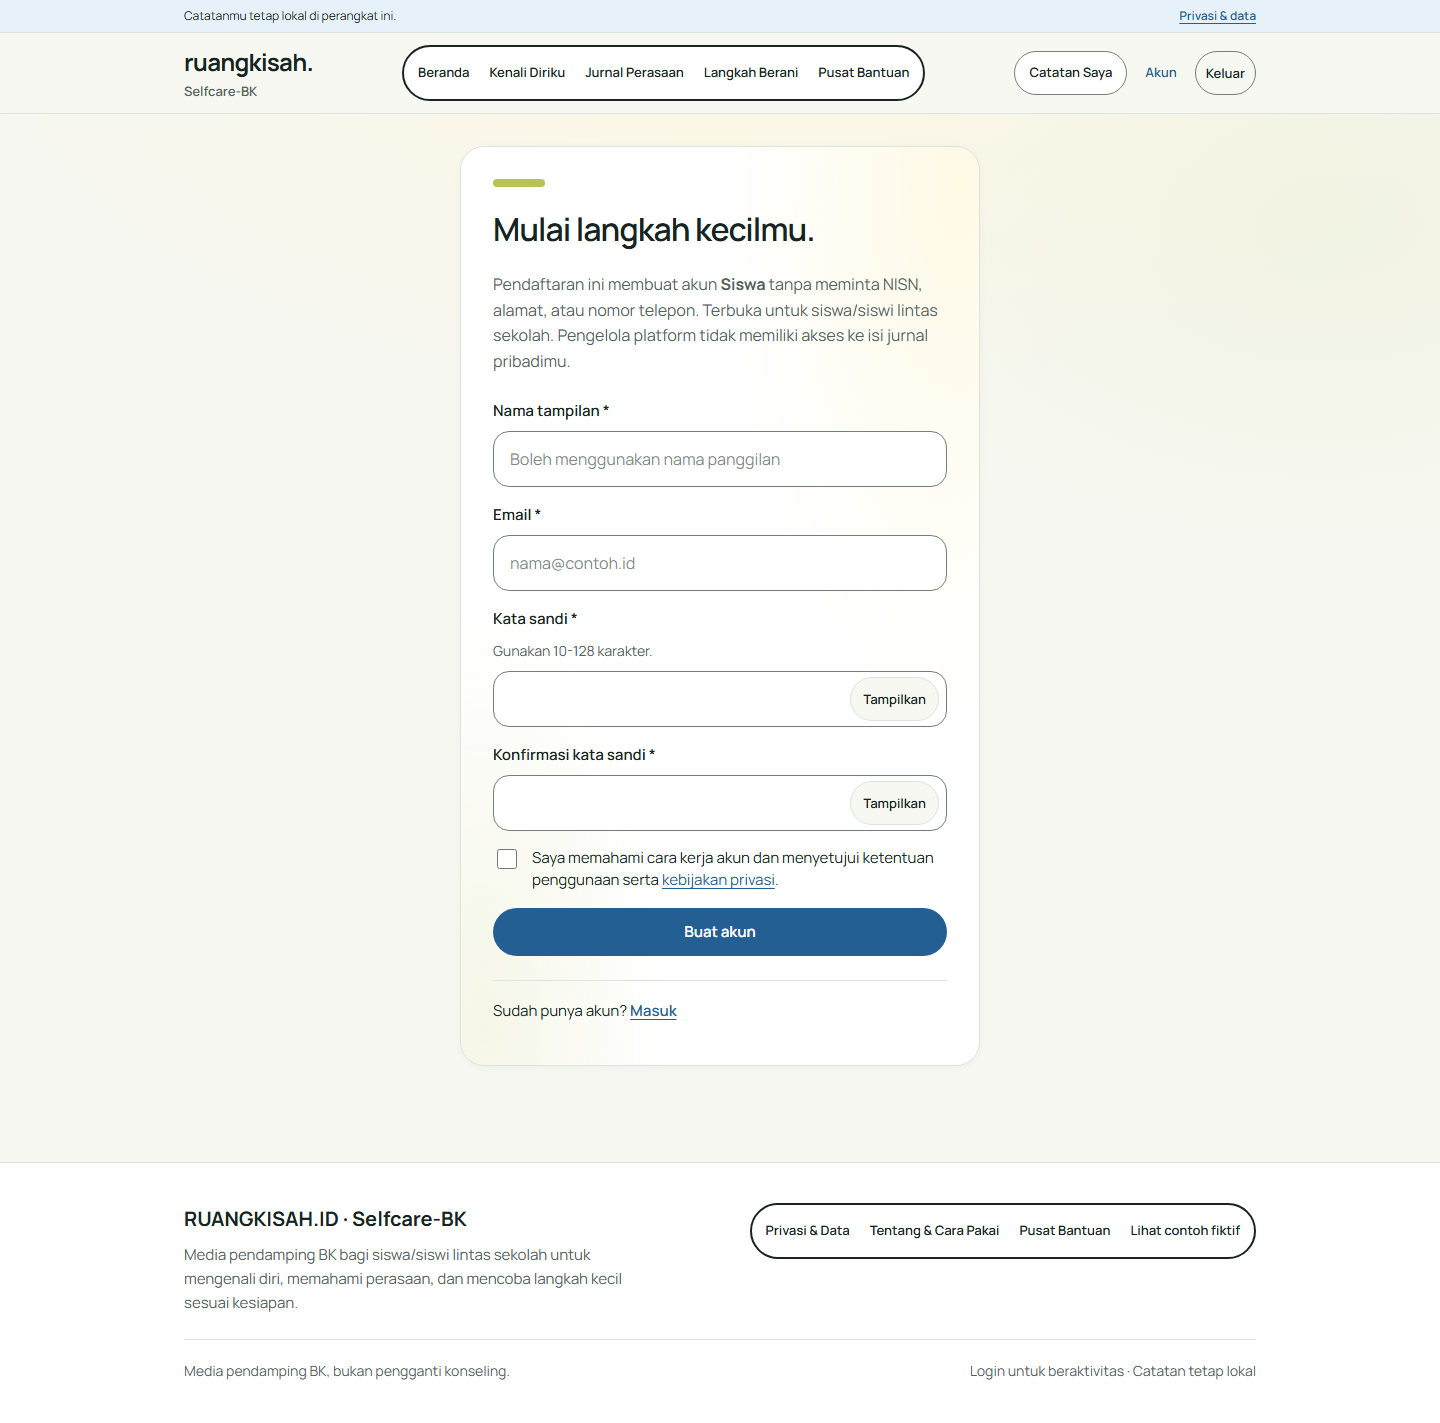 Catatanmu tetap lokal di perangkat ini.
Privasi & data
ruangkisah.
Selfcare-BK
Beranda
Kenali Diriku
Jurnal Perasaan
Langkah Berani
Pusat Bantuan
Catatan Saya
Akun
Keluar
Mulai langkah kecilmu.
Pendaftaran ini membuat akun Siswa tanpa meminta NISN,
alamat, atau nomor telepon. Terbuka untuk siswa/siswi lintas
sekolah. Pengelola platform tidak memiliki akses ke isi jurnal
pribadimu.
Nama tampilan *
Boleh menggunakan nama panggilan
Email *
nama@contoh.id
Kata sandi *
Gunakan 10-128 karakter.
Tampilkan
Konfirmasi kata sandi *
Tampilkan
Saya memahami cara kerja akun dan menyetujui ketentuan
penggunaan serta kebijakan privasi.
Buat akun
Sudah punya akun? Masuk
RUANGKISAH.ID · Selfcare-BK
Media pendamping BK bagi siswa/siswi lintas sekolah untuk
mengenali diri, memahami perasaan, dan mencoba langkah kecil
sesuai kesiapan.
Privasi & Data
Tentang & Cara Pakai
Pusat Bantuan
Lihat contoh fiktif
Media pendamping BK, bukan pengganti konseling.
Login untuk beraktivitas · Catatan tetap lokal